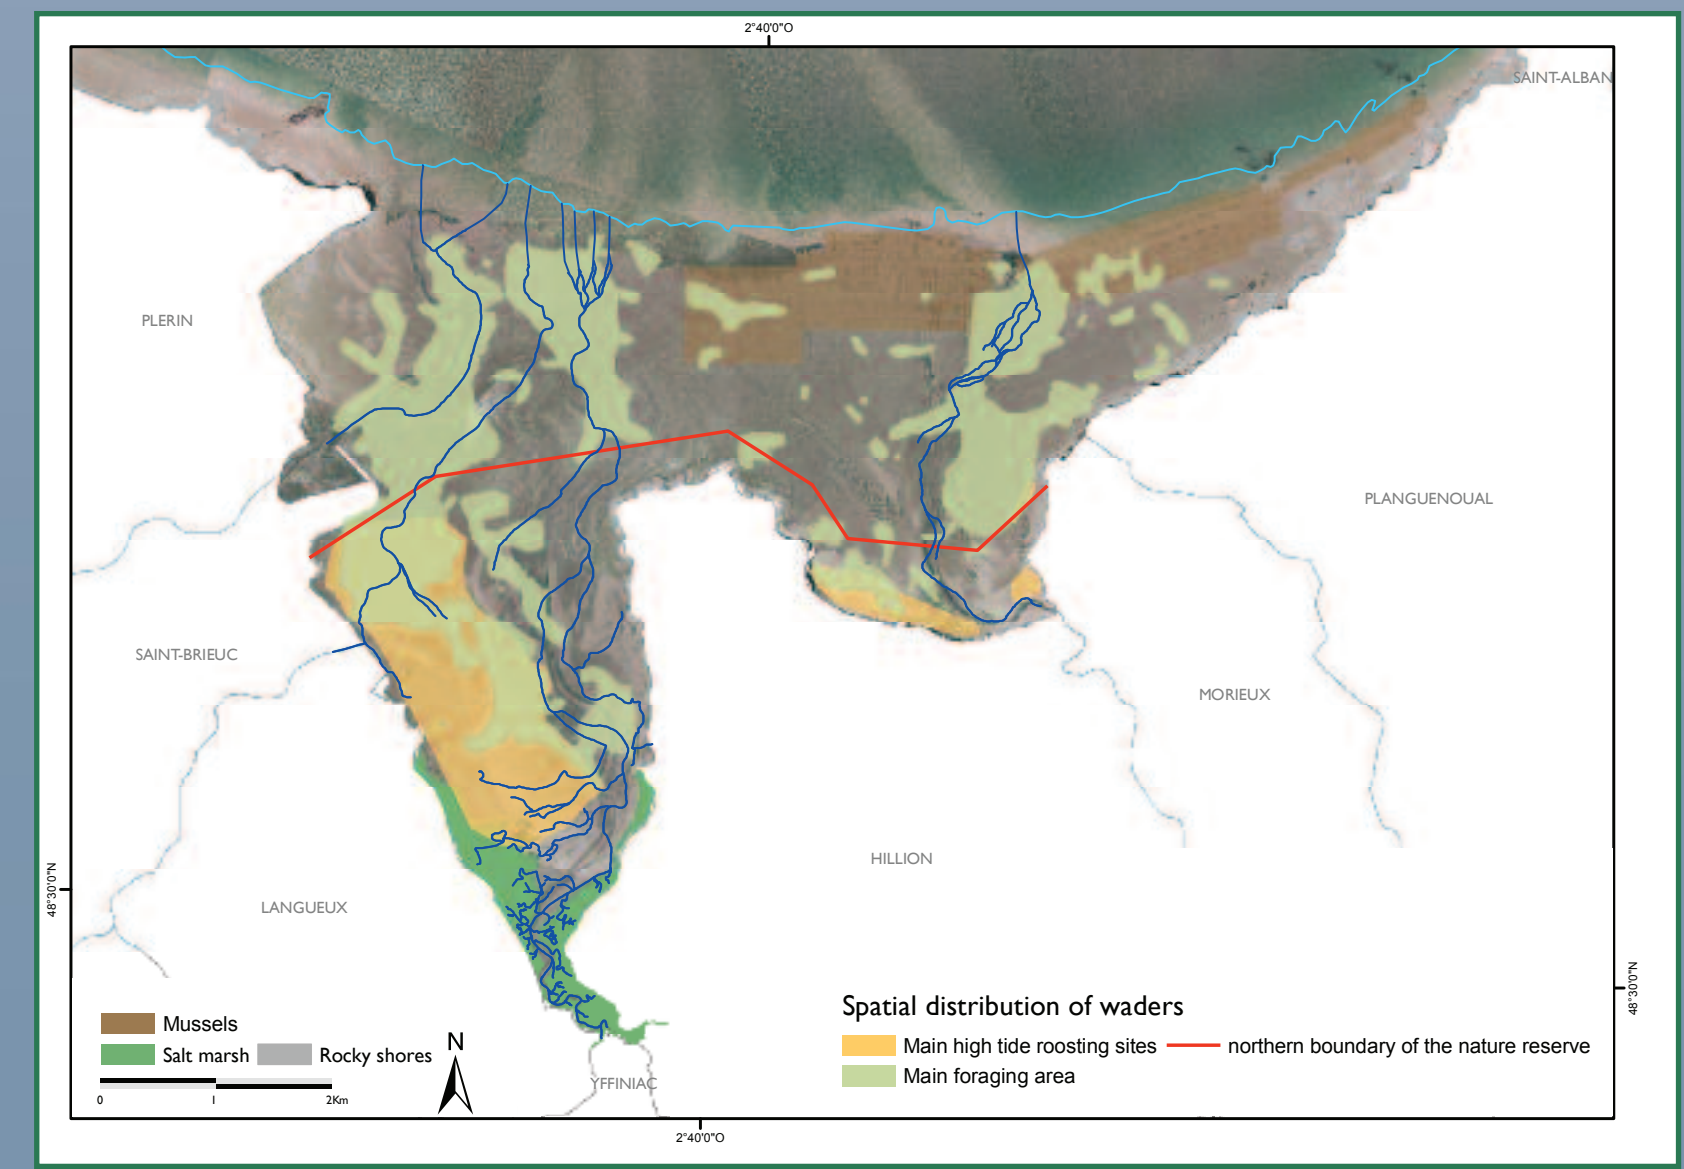 2°40'0"O
SAINT-ALBAN
PLERIN
PLANGUENOUAL
SAINT-BRIEUC
MORIEUX
HILLION
48°30'0"N
LANGUEUX
48°30'0"N
Spatial distribution of waders
Mussels
Salt marsh Rocky shores
N
Main high tide roosting sites northern boundary of the nature reserve
Main foraging area
YFFINIAC
0 1 2Km
2°40'0"O